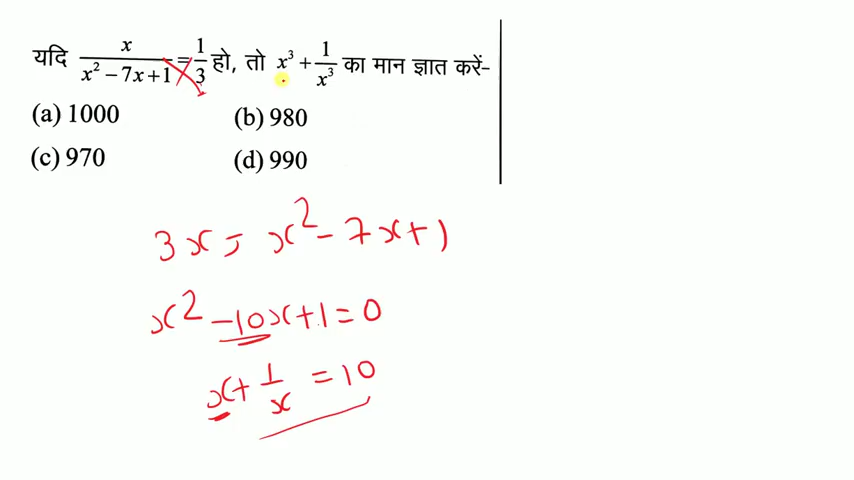 यदि x / (x² – 7x + 1) = 1/3 हो, तो x³ + 1/x³ का मान ज्ञात करें-
(a) 1000 (b) 980
(c) 970 (d) 990
3x = x² – 7x + 1
x² – 10x + 1 = 0
x + 1/x = 10